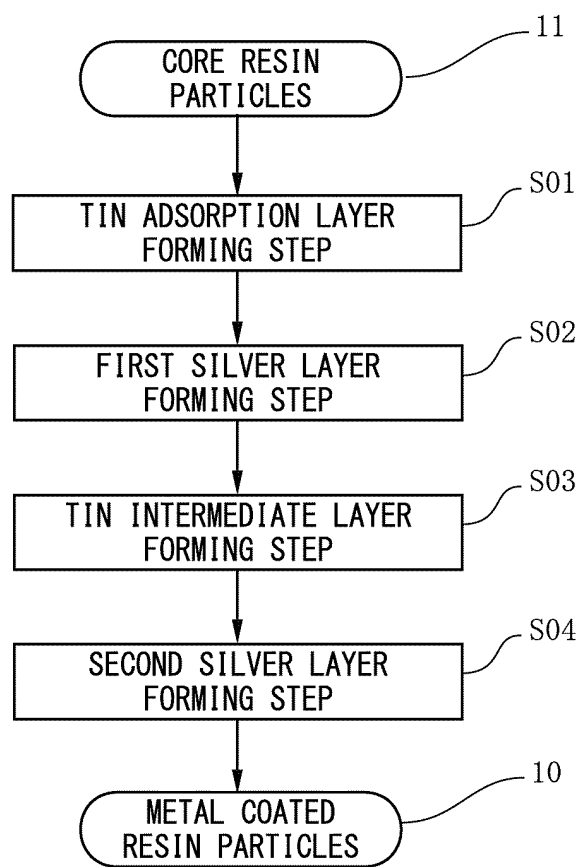 11
CORE RESIN
PARTICLES
S01
TIN ADSORPTION LAYER
FORMING STEP
S02
FIRST SILVER LAYER
FORMING STEP
S03
TIN INTERMEDIATE LAYER
FORMING STEP
S04
SECOND SILVER LAYER
FORMING STEP
10
METAL COATED
RESIN PARTICLES